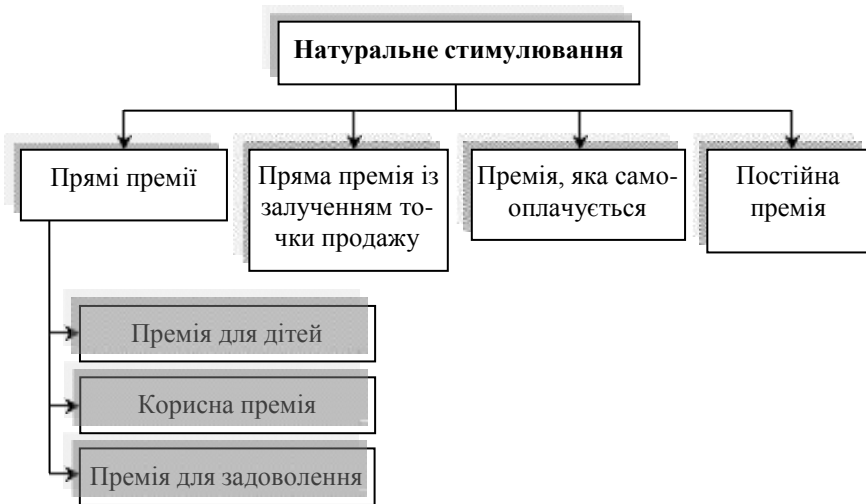 Натуральне стимулювання
Прямі премії
Пряма премія із
залученням то-
чки продажу
Премія, яка само-
оплачується
Постійна
премія
Премія для дітей
Корисна премія
Премія для задоволення